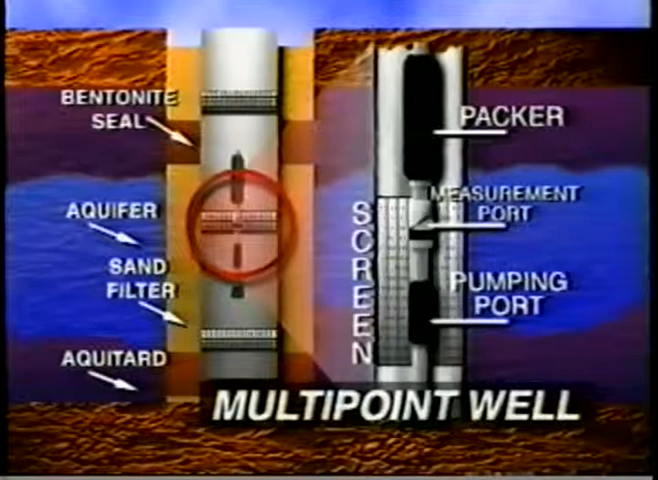 BENTONITE
SEAL
AQUIFER
SAND
FILTER
AQUITARD
PACKER
MEASUREMENT
PORT
SCREEN
PUMPING
PORT
MULTIPOINT WELL